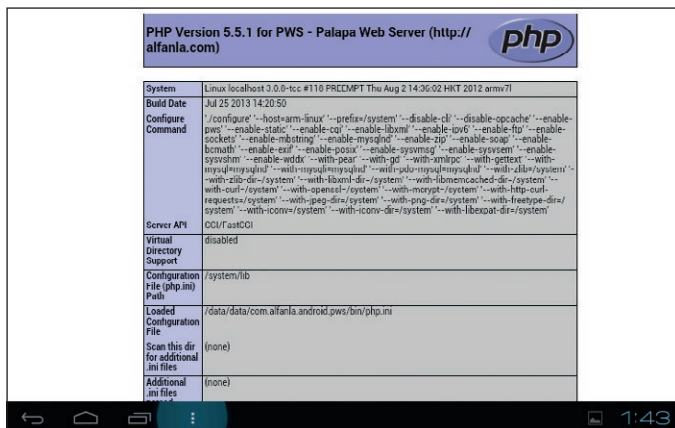 PHP Version 5.5.1 for PWS - Palapa Web Server (http://
alfanla.com)
php
System Linux localhost 3.0.8-tcc #118 PREEMPT Thu Aug 2 14:36:02 HKT 2012 armv7l
Build Date Jul 25 2013 14:20:50
Configure './configure' '--host=arm-linux' '--prefix=/system' '--disable-cli' '--disable-opcache' '--enable-
Command pws' '--enable-static' '--enable-cgi' '--enable-libxml' '--enable-ipv6' '--enable-ftp' '--enable-
sockets' '--enable-mbstring' '--enable-mysqlnd' '--enable-zip' '--enable-soap' '--enable-
bcmath' '--enable-exif' '--enable-posix' '--enable-sysvmsg' '--enable-sysvsem' '--enable-
sysvshm' '--enable-wddx' '--with-pear' '--with-gd' '--with-xmlrpc' '--with-gettext' '--with-
mysql=mysqlnd' '--with-mysqli=mysqlnd' '--with-pdo-mysql=mysqlnd' '--with-zlib=/system' '-
-with-zlib-dir=/system' '--with-libxml-dir=/system' '--with-libmemcached-dir=/system' '--
with-curl=/system' '--with-openssl=/system' '--with-mcrypt=/system' '--with-http-curl-
requests=/system' '--with-jpeg-dir=/system' '--with-png-dir=/system' '--with-freetype-dir=/
system' '--with-iconv=/system' '--with-iconv-dir=/system' '--with-libexpat-dir=/system'
Server API CGI/FastCGI
Virtual disabled
Directory
Support
Configuration /system/lib
File (php.ini)
Path
Loaded /data/data/com.alfanla.android.pws/bin/php.ini
Configuration
File
Scan this dir (none)
for additional
.ini files
Additional (none)
.ini files
1:43